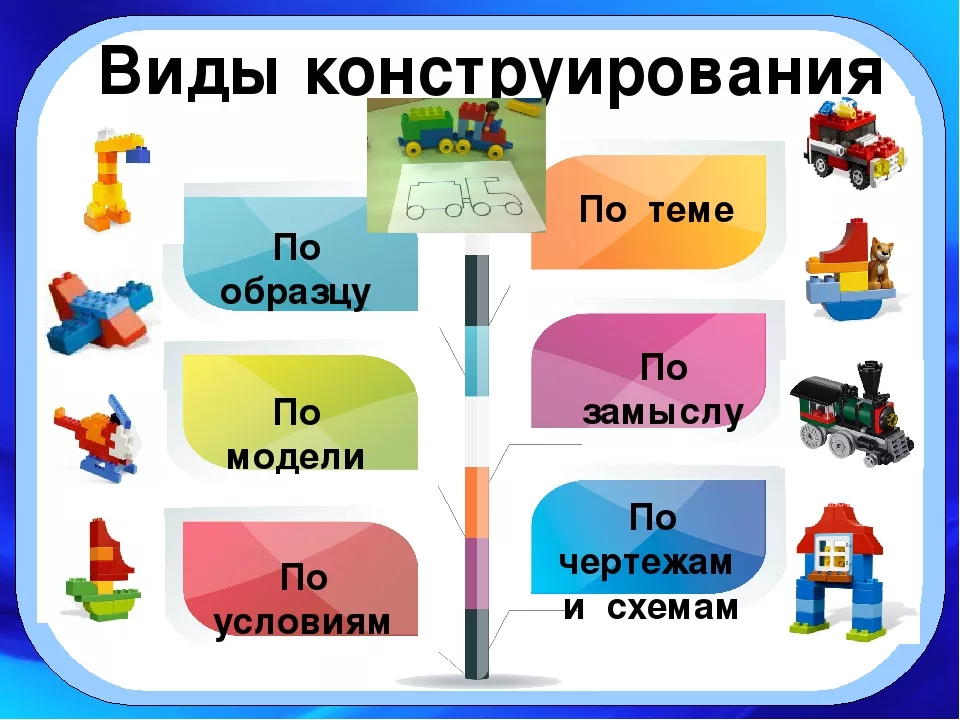 Виды конструирования
По
образцу
По теме
По
модели
По
замыслу
По
условиям
По
чертежам
и схемам